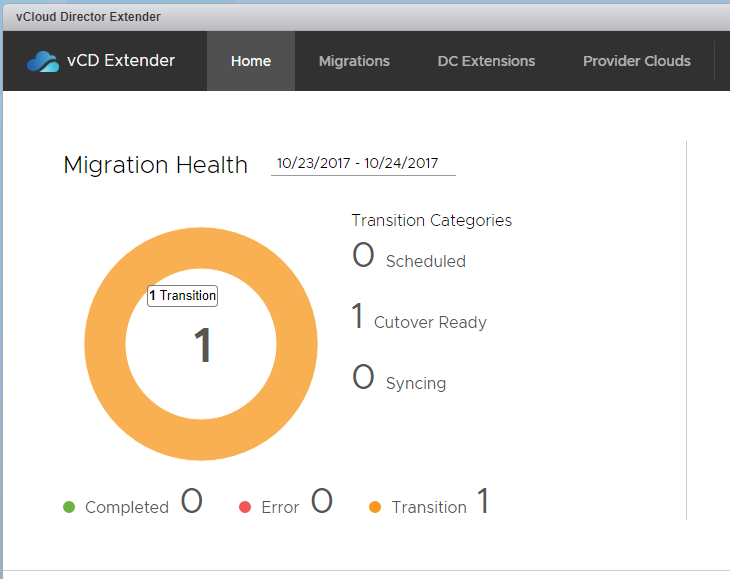 vCloud Director Extender
vCD Extender Home Migrations DC Extensions Provider Clouds
Migration Health 10/23/2017 - 10/24/2017
Transition Categories
0 Scheduled
1 Transition
1
1 Cutover Ready
0 Syncing
Completed 0 Error 0 Transition 1